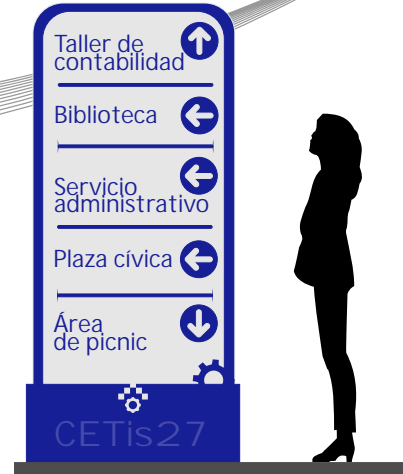 Taller de
contabilidad
Biblioteca
Servicio
administrativo
Plaza cívica
Área
de picnic
CETis27